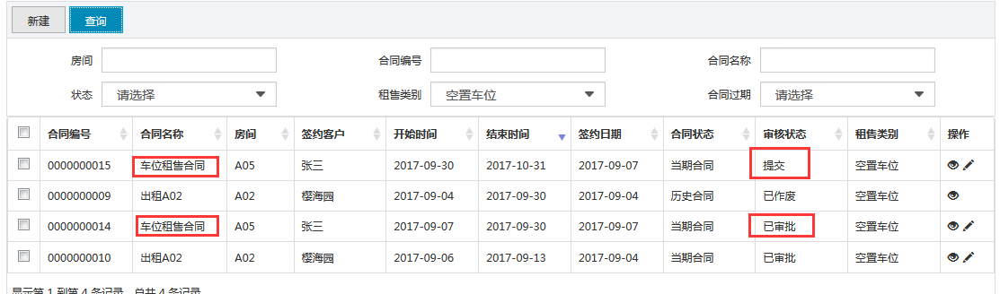 新建 查询
房间 合同编号 合同名称
状态 请选择 租售类别 空置车位 合同过期 请选择
合同编号 合同名称 房间 签约客户 开始时间 结束时间 签约日期 合同状态 审核状态 租售类别 操作
0000000015 车位租售合同 A05 张三 2017-09-30 2017-10-31 2017-09-07 当期合同 提交 空置车位
0000000009 出租A02 A02 樱海园 2017-09-04 2017-09-30 2017-09-04 历史合同 已作废 空置车位
0000000014 车位租售合同 A05 张三 2017-09-07 2017-09-30 2017-09-07 当期合同 已审批 空置车位
0000000010 出租A02 A02 樱海园 2017-09-06 2017-09-13 2017-09-04 当期合同 已审批 空置车位
显示第 1 到第 4 条记录，总共 4 条记录